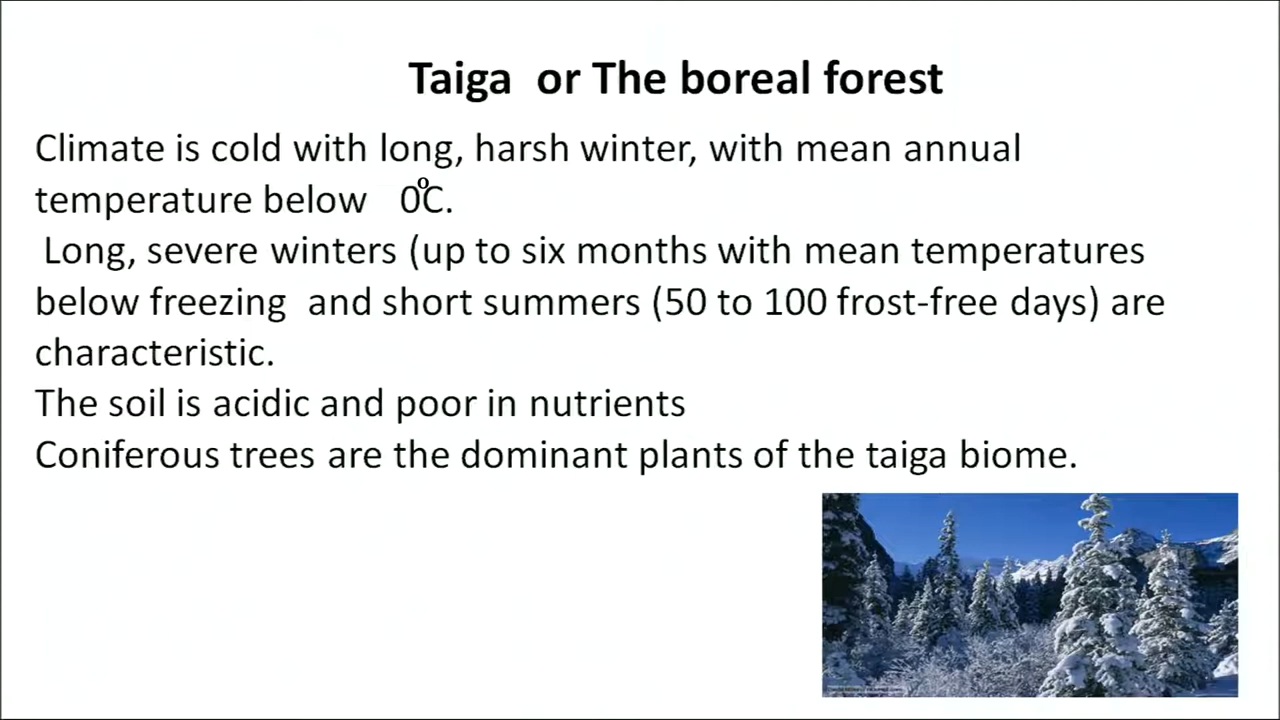 Taiga or The boreal forest
Climate is cold with long, harsh winter, with mean annual
temperature below 0°C.
Long, severe winters (up to six months with mean temperatures
below freezing and short summers (50 to 100 frost-free days) are
characteristic.
The soil is acidic and poor in nutrients
Coniferous trees are the dominant plants of the taiga biome.